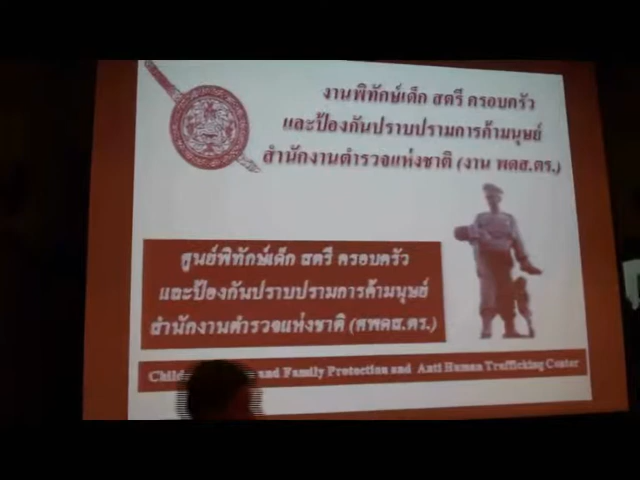 งานพิทักษ์เด็ก สตรี ครอบครัว
และป้องกันปราบปรามการค้ามนุษย์
สำนักงานตำรวจแห่งชาติ (งาน พดส.ตร.)
ศูนย์พิทักษ์เด็ก สตรี ครอบครัว
และป้องกันปราบปรามการค้ามนุษย์
สำนักงานตำรวจแห่งชาติ (ศพดส.ตร.)
and Family Protection and Anti Human Trafficking Center